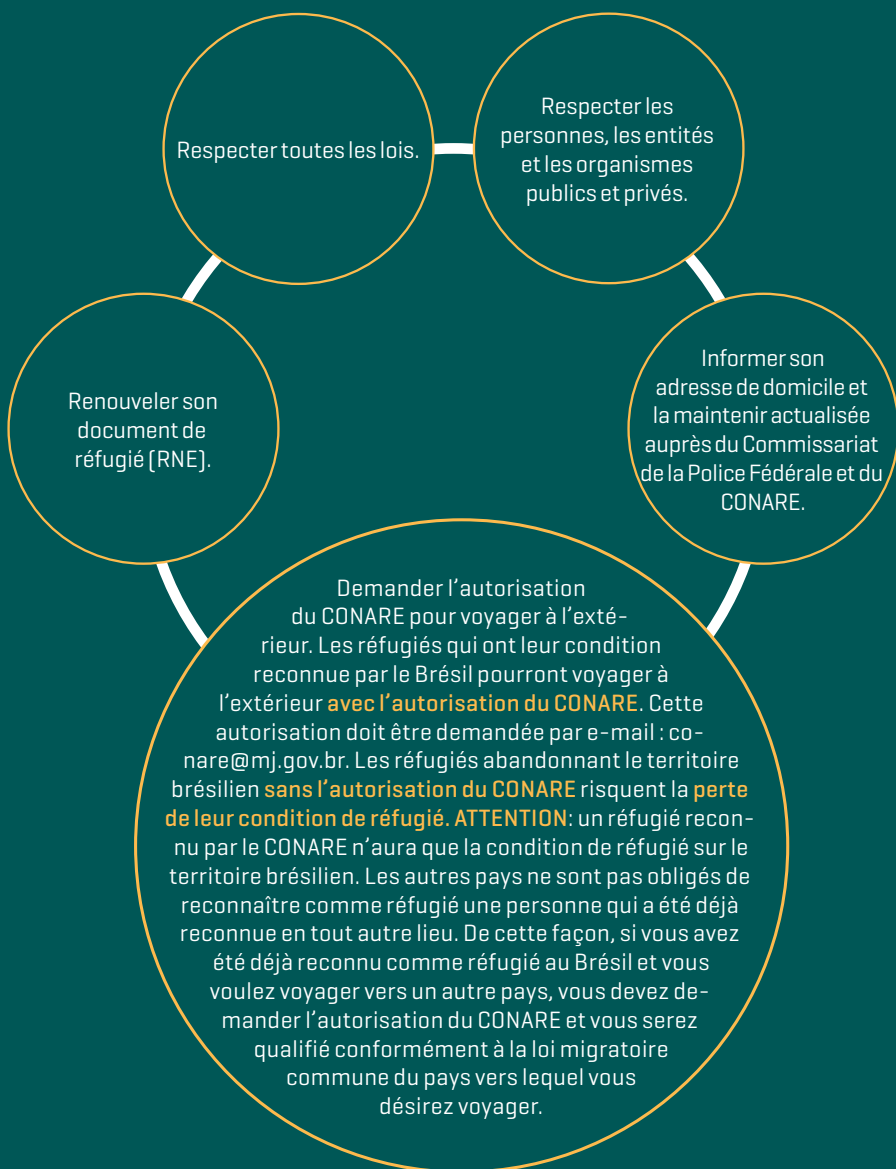 Respecter toutes les lois.
Respecter les
personnes, les entités
et les organismes
publics et privés.
Renouveler son
document de
réfugié (RNE).
Informer son
adresse de domicile et
la maintenir actualisée
auprès du Commissariat
de la Police Fédérale et du
CONARE.
Demander l’autorisation
du CONARE pour voyager à l’exté-
rieur. Les réfugiés qui ont leur condition
reconnue par le Brésil pourront voyager à
l’extérieur avec l’autorisation du CONARE. Cette
autorisation doit être demandée par e-mail : co-
nare@mj.gov.br. Les réfugiés abandonnant le territoire
brésilien sans l’autorisation du CONARE risquent la perte
de leur condition de réfugié. ATTENTION: un réfugié recon-
nu par le CONARE n’aura que la condition de réfugié sur le
territoire brésilien. Les autres pays ne sont pas obligés de
reconnaître comme réfugié une personne qui a été déjà
reconnue en tout autre lieu. De cette façon, si vous avez
été déjà reconnu comme réfugié au Brésil et vous
voulez voyager vers un autre pays, vous devez de-
mander l’autorisation du CONARE et vous serez
qualifié conformément à la loi migratoire
commune du pays vers lequel vous
désirez voyager.